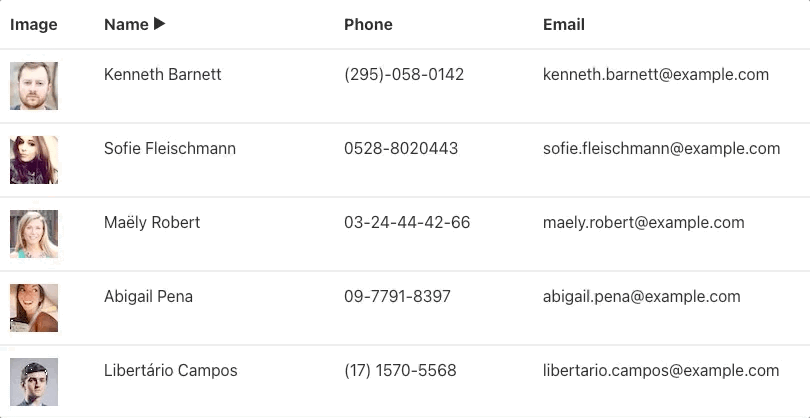 Image Name ▶ Phone Email
Kenneth Barnett (295)-058-0142 kenneth.barnett@example.com
Sofie Fleischmann 0528-8020443 sofie.fleischmann@example.com
Maëly Robert 03-24-44-42-66 maely.robert@example.com
Abigail Pena 09-7791-8397 abigail.pena@example.com
Libertário Campos (17) 1570-5568 libertario.campos@example.com